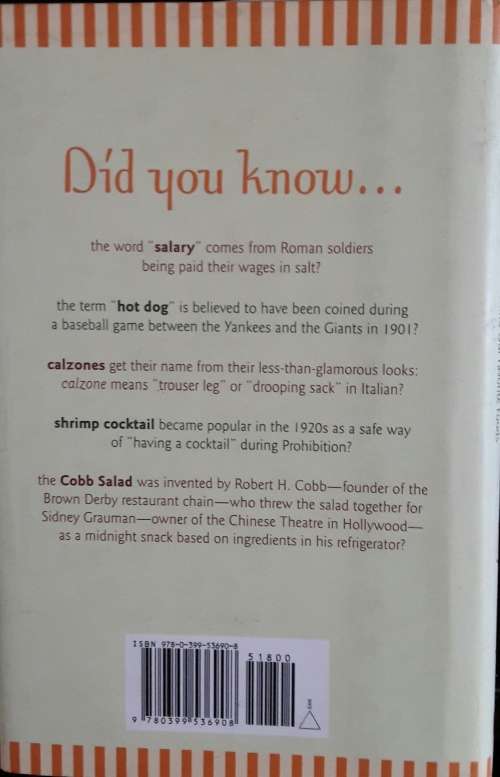 Did you know...
the word "salary" comes from Roman soldiers
being paid their wages in salt?
the term "hot dog" is believed to have been coined during
a baseball game between the Yankees and the Giants in 1901?
calzones get their name from their less-than-glamorous looks:
calzone means "trouser leg" or "drooping sack" in Italian?
shrimp cocktail became popular in the 1920s as a safe way
of "having a cocktail" during Prohibition?
the Cobb Salad was invented by Robert H. Cobb—founder of the
Brown Derby restaurant chain—who threw the salad together for
Sidney Grauman—owner of the Chinese Theatre in Hollywood—
as a midnight snack based on ingredients in his refrigerator?
ISBN 978-0-399-53690-8
51800
9 780399 536908